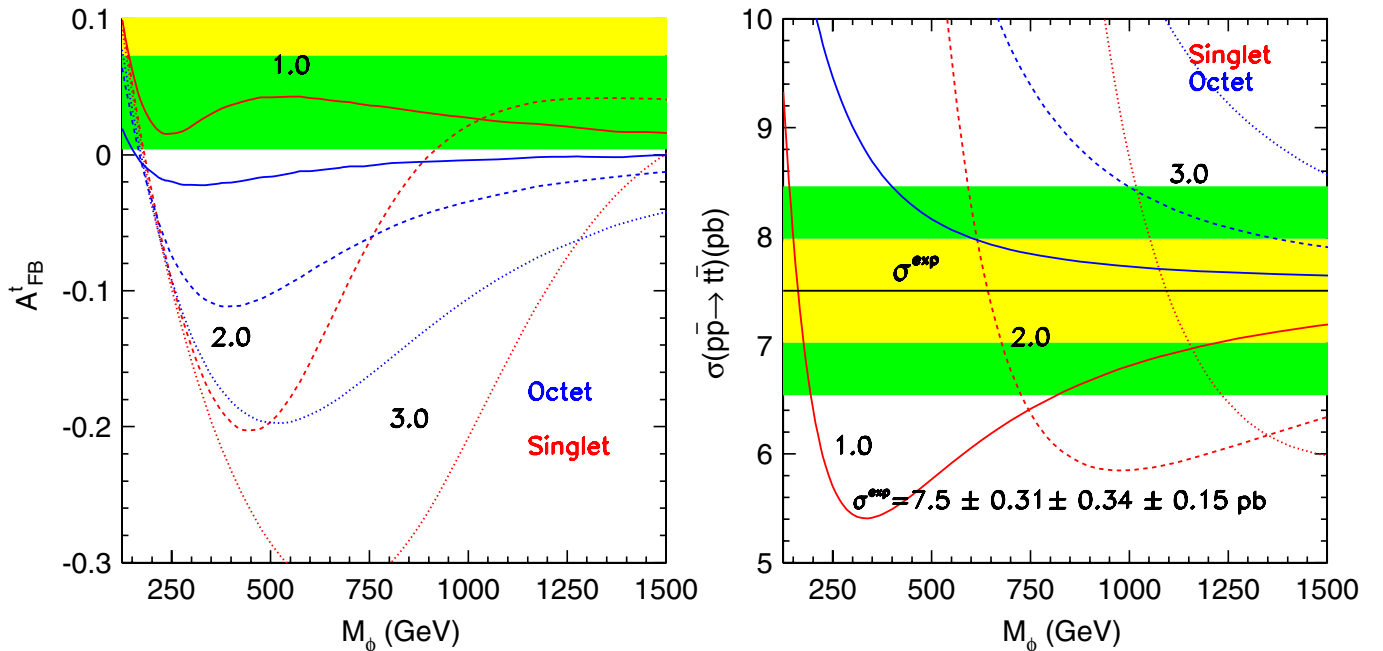 0.1
0
-0.1
-0.2
-0.3
A^t_FB
1.0
2.0
3.0
Octet
Singlet
250 500 750 1000 1250 1500
M_ϕ (GeV)
10
9
8
7
6
5
σ(pp̄→ tt̄)(pb)
Singlet
Octet
3.0
σ^exp
2.0
1.0
σ^exp=7.5 ± 0.31 ± 0.34 ± 0.15 pb
250 500 750 1000 1250 1500
M_ϕ (GeV)